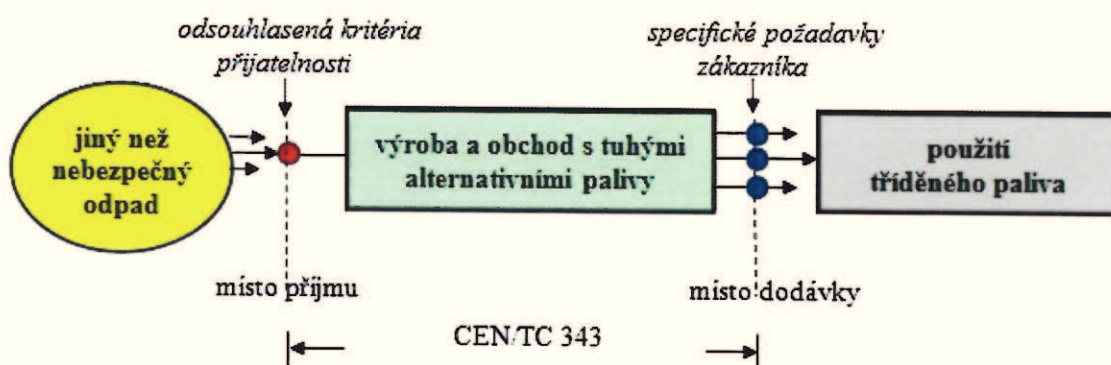 odsouhlasená kritéria
přijatelnosti
specifické požadavky
zákazníka
jiný než
nebezpečný
odpad
výroba a obchod s tuhými
alternativními palivy
použití
tříděného paliva
místo příjmu
místo dodávky
CEN/TC 343